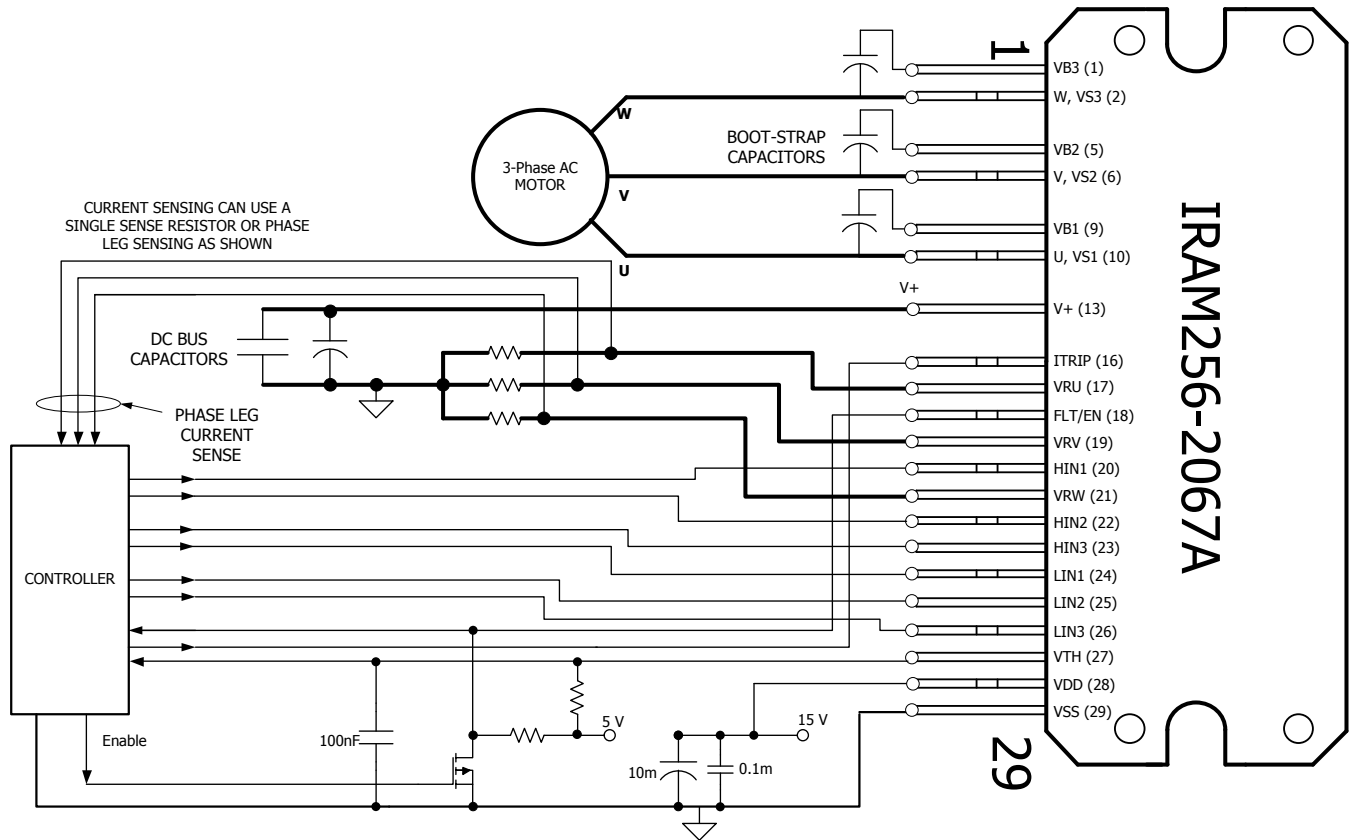 1
VB3 (1)
W, VS3 (2)
W
BOOT-STRAP
CAPACITORS
VB2 (5)
V, VS2 (6)
3-Phase AC
MOTOR
V
CURRENT SENSING CAN USE A
SINGLE SENSE RESISTOR OR PHASE
LEG SENSING AS SHOWN
VB1 (9)
U, VS1 (10)
U
V+
V+ (13)
DC BUS
CAPACITORS
ITRIP (16)
VRU (17)
PHASE LEG
CURRENT
SENSE
FLT/EN (18)
VRV (19)
HIN1 (20)
VRW (21)
HIN2 (22)
HIN3 (23)
CONTROLLER
LIN1 (24)
LIN2 (25)
LIN3 (26)
VTH (27)
VDD (28)
VSS (29)
Enable
100nF
5 V
15 V
10m
0.1m
29
IRAM256-2067A